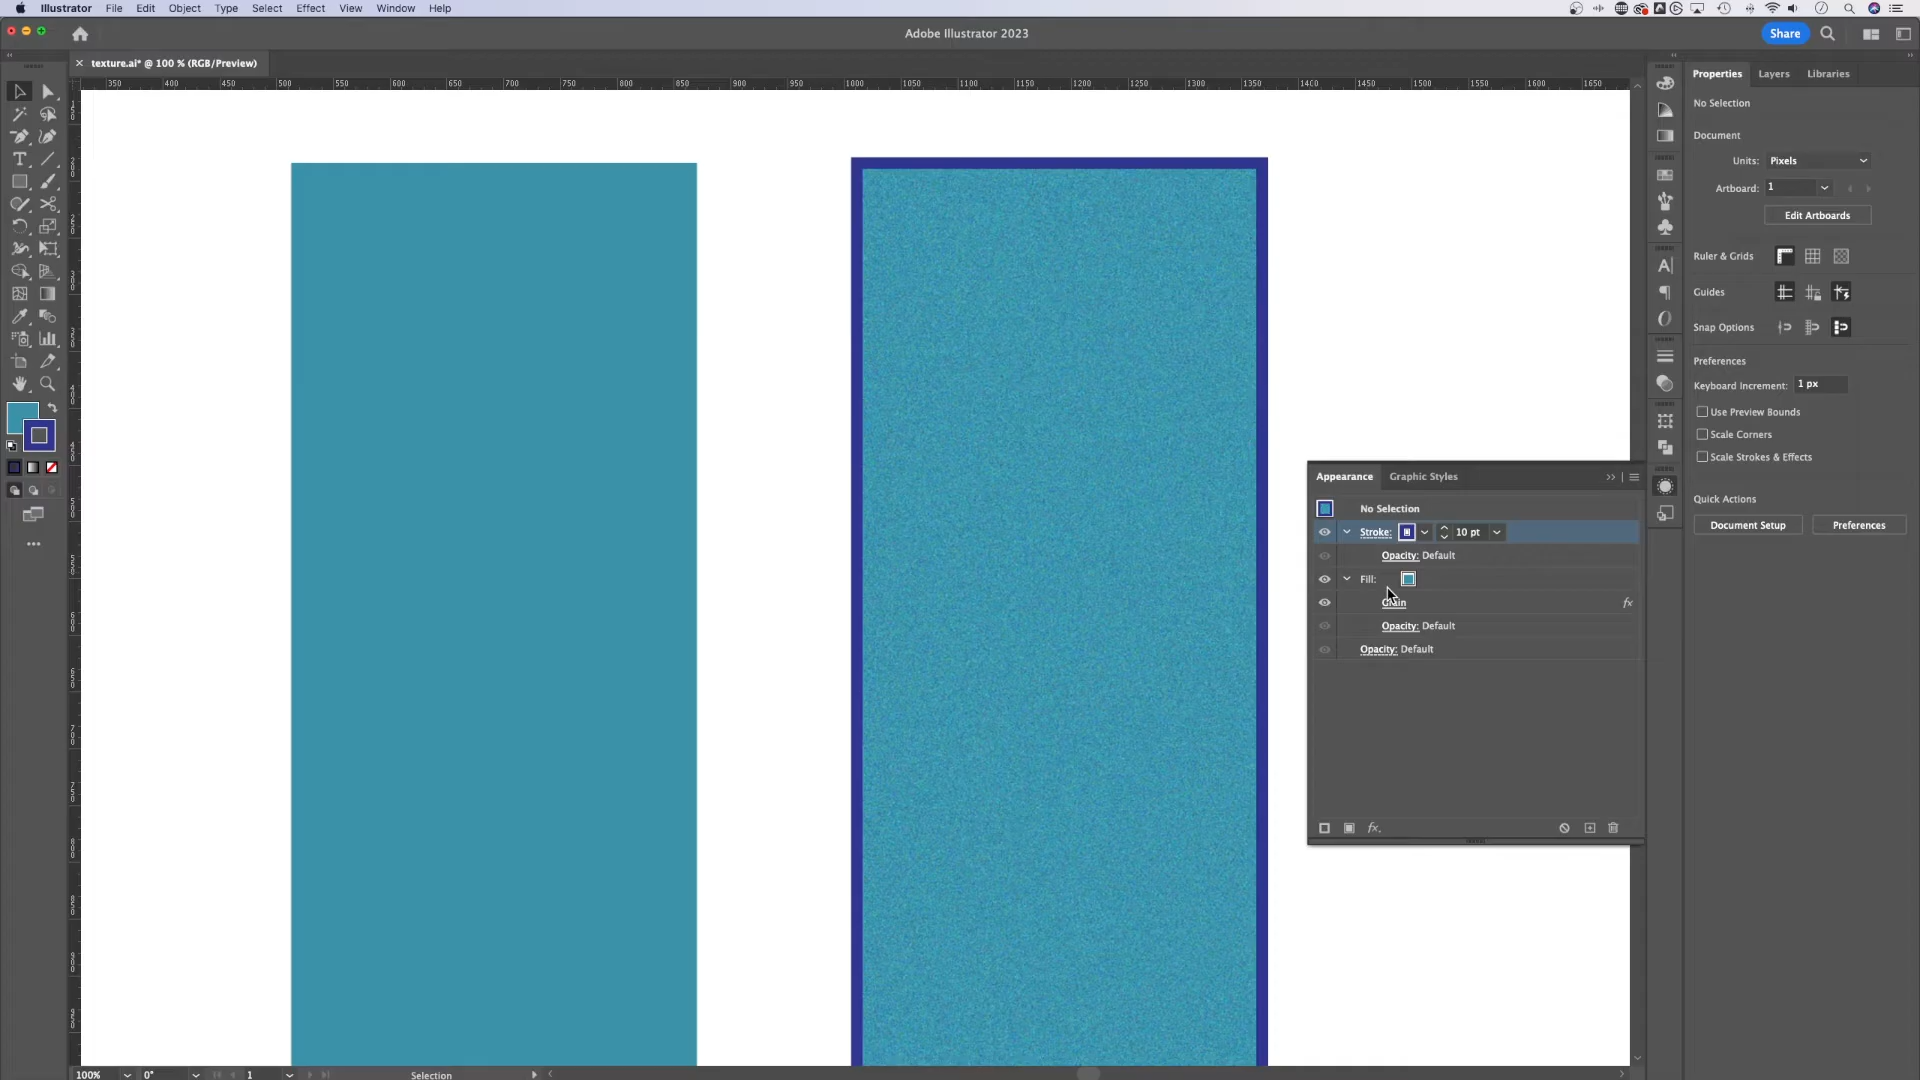 Illustrator File Edit Object Type Select Effect View Window Help
Adobe Illustrator 2023
Share
texture.ai* @ 100 % (RGB/Preview)
350 400 450 500 550 600 650 700 750 800 850 900 950 1000 1050 1100 1150 1200 1250 1300 1350 1400 1450 1500 1550 1600 1650
Properties Layers Libraries
No Selection
Document
Units: Pixels
Artboard: 1
Edit Artboards
Ruler & Grids
Guides
Snap Options
Preferences
Keyboard Increment: 1 px
Use Preview Bounds
Scale Corners
Scale Strokes & Effects
Quick Actions
Document Setup Preferences
Appearance Graphic Styles
No Selection
Stroke: 10 pt
Opacity: Default
Fill:
Grain fx
Opacity: Default
Opacity: Default
fx.
100% 0° 1 Selection